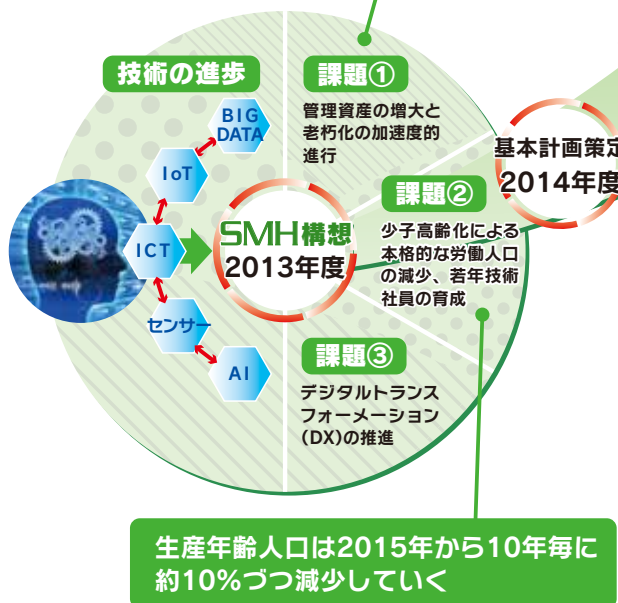 技術の進歩
BIG
DATA
IoT
ICT
センサー
AI
SMH構想
2013年度
課題①
管理資産の増大と
老朽化の加速度的
進行
課題②
少子高齢化による
本格的な労働人口
の減少、若年技術
社員の育成
課題③
デジタルトランス
フォーメーション
(DX)の推進
基本計画策定
2014年度
生産年齢人口は2015年から10年毎に
約10%づつ減少していく